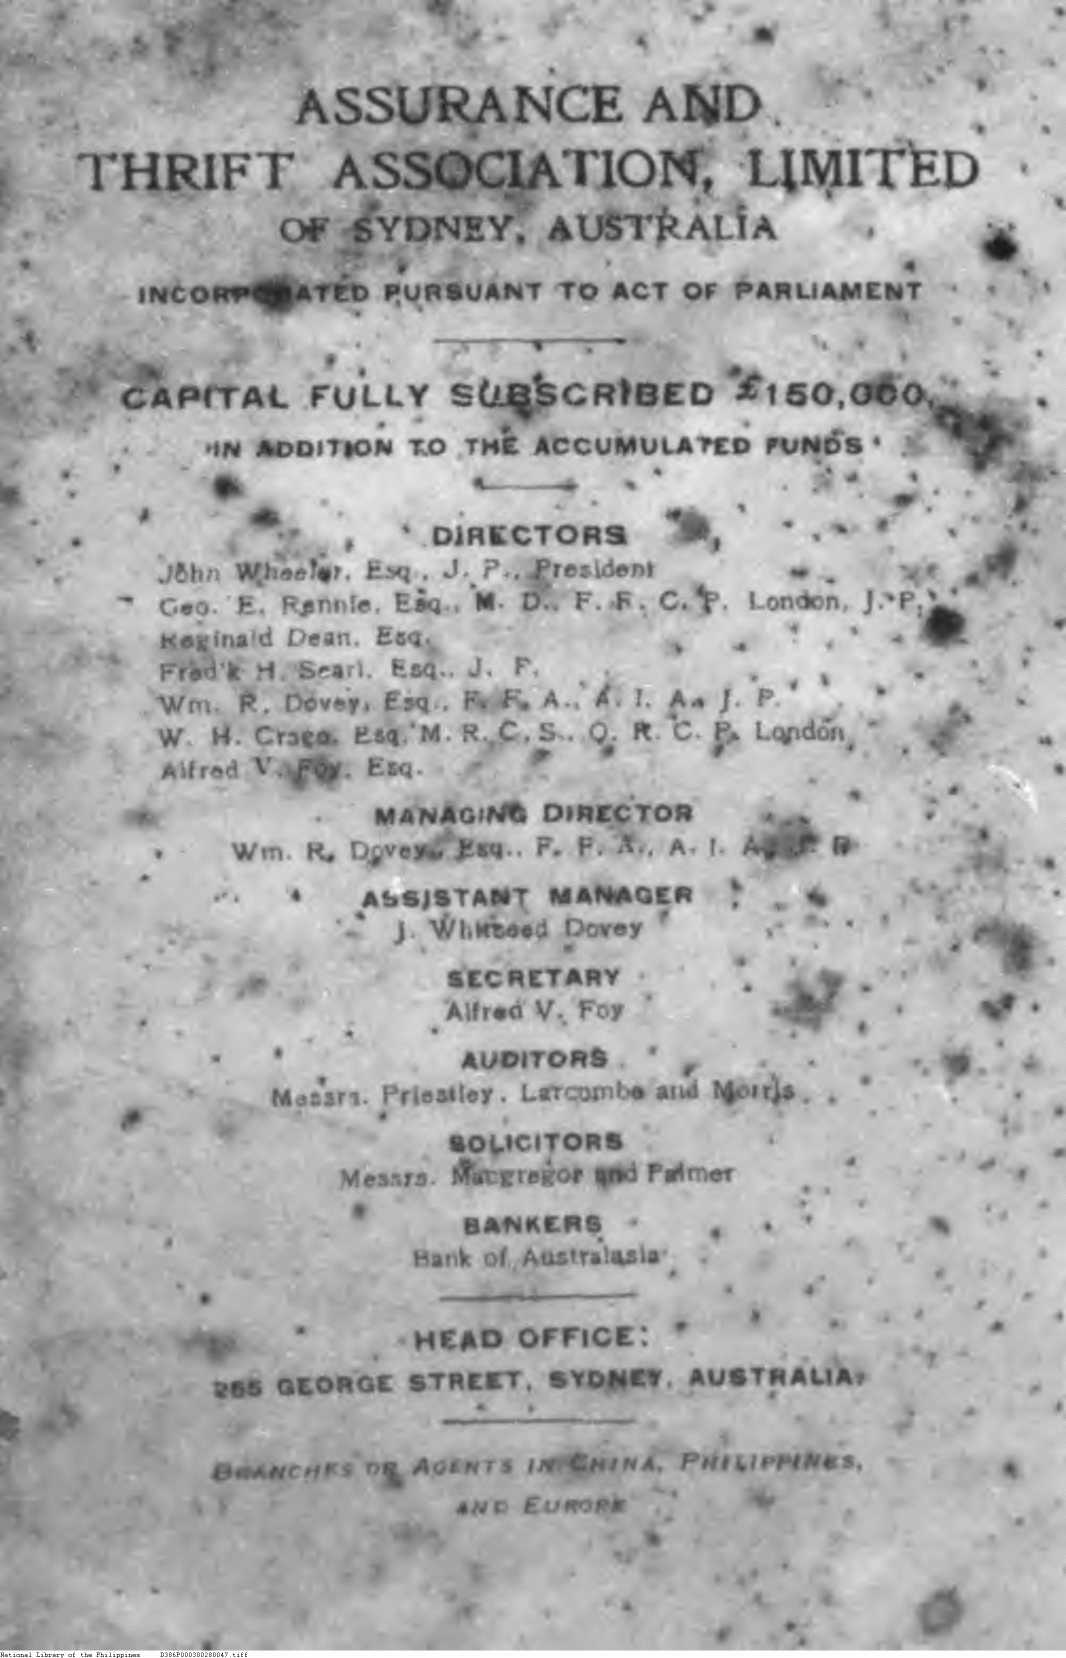 ASSURANCE AND
THRIFT ASSOCIATION, LIMITED
OF SYDNEY, AUSTRALIA
INCORPORATED PURSUANT TO ACT OF PARLIAMENT
CAPITAL FULLY SUBSCRIBED £150,000,
IN ADDITION TO THE ACCUMULATED FUNDS
DIRECTORS
John Wheeler, Esq., J. P., President
Geo. E. Rennie, Esq., M. D., F. R. C. P. London, J. P.
Reginald Dean, Esq.
Fred'k H. Searl, Esq., J. P.
Wm. R. Dovey, Esq., F. F. A., A. I. A., J. P.
W. H. Crago, Esq. M. R. C. S., Q. R. C. P. London,
Alfred V. Foy, Esq.
MANAGING DIRECTOR
Wm. R. Dovey, Esq., F. F. A., A. I. A., J. P.
ASSISTANT MANAGER
J. Dovey
SECRETARY
Alfred V. Foy
AUDITORS
Messrs. Priestley, Larcombe and Morris
SOLICITORS
Messrs. Macgregor and Palmer
BANKERS
Bank of Australasia
HEAD OFFICE:
265 GEORGE STREET, SYDNEY, AUSTRALIA.
BRANCHES OR AGENTS IN CHINA, PHILIPPINES,
AND EUROPE
National Library of the Philippines D386P000300280047.tiff